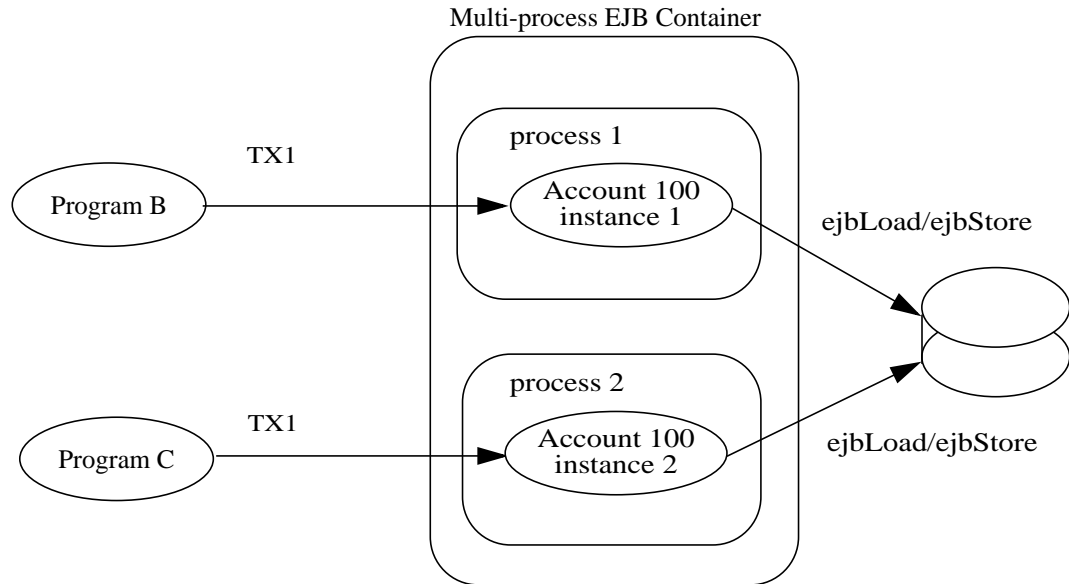 Multi-process EJB Container
process 1
TX1
Account 100
instance 1
Program B
ejbLoad/ejbStore
process 2
TX1
Account 100
instance 2
Program C
ejbLoad/ejbStore